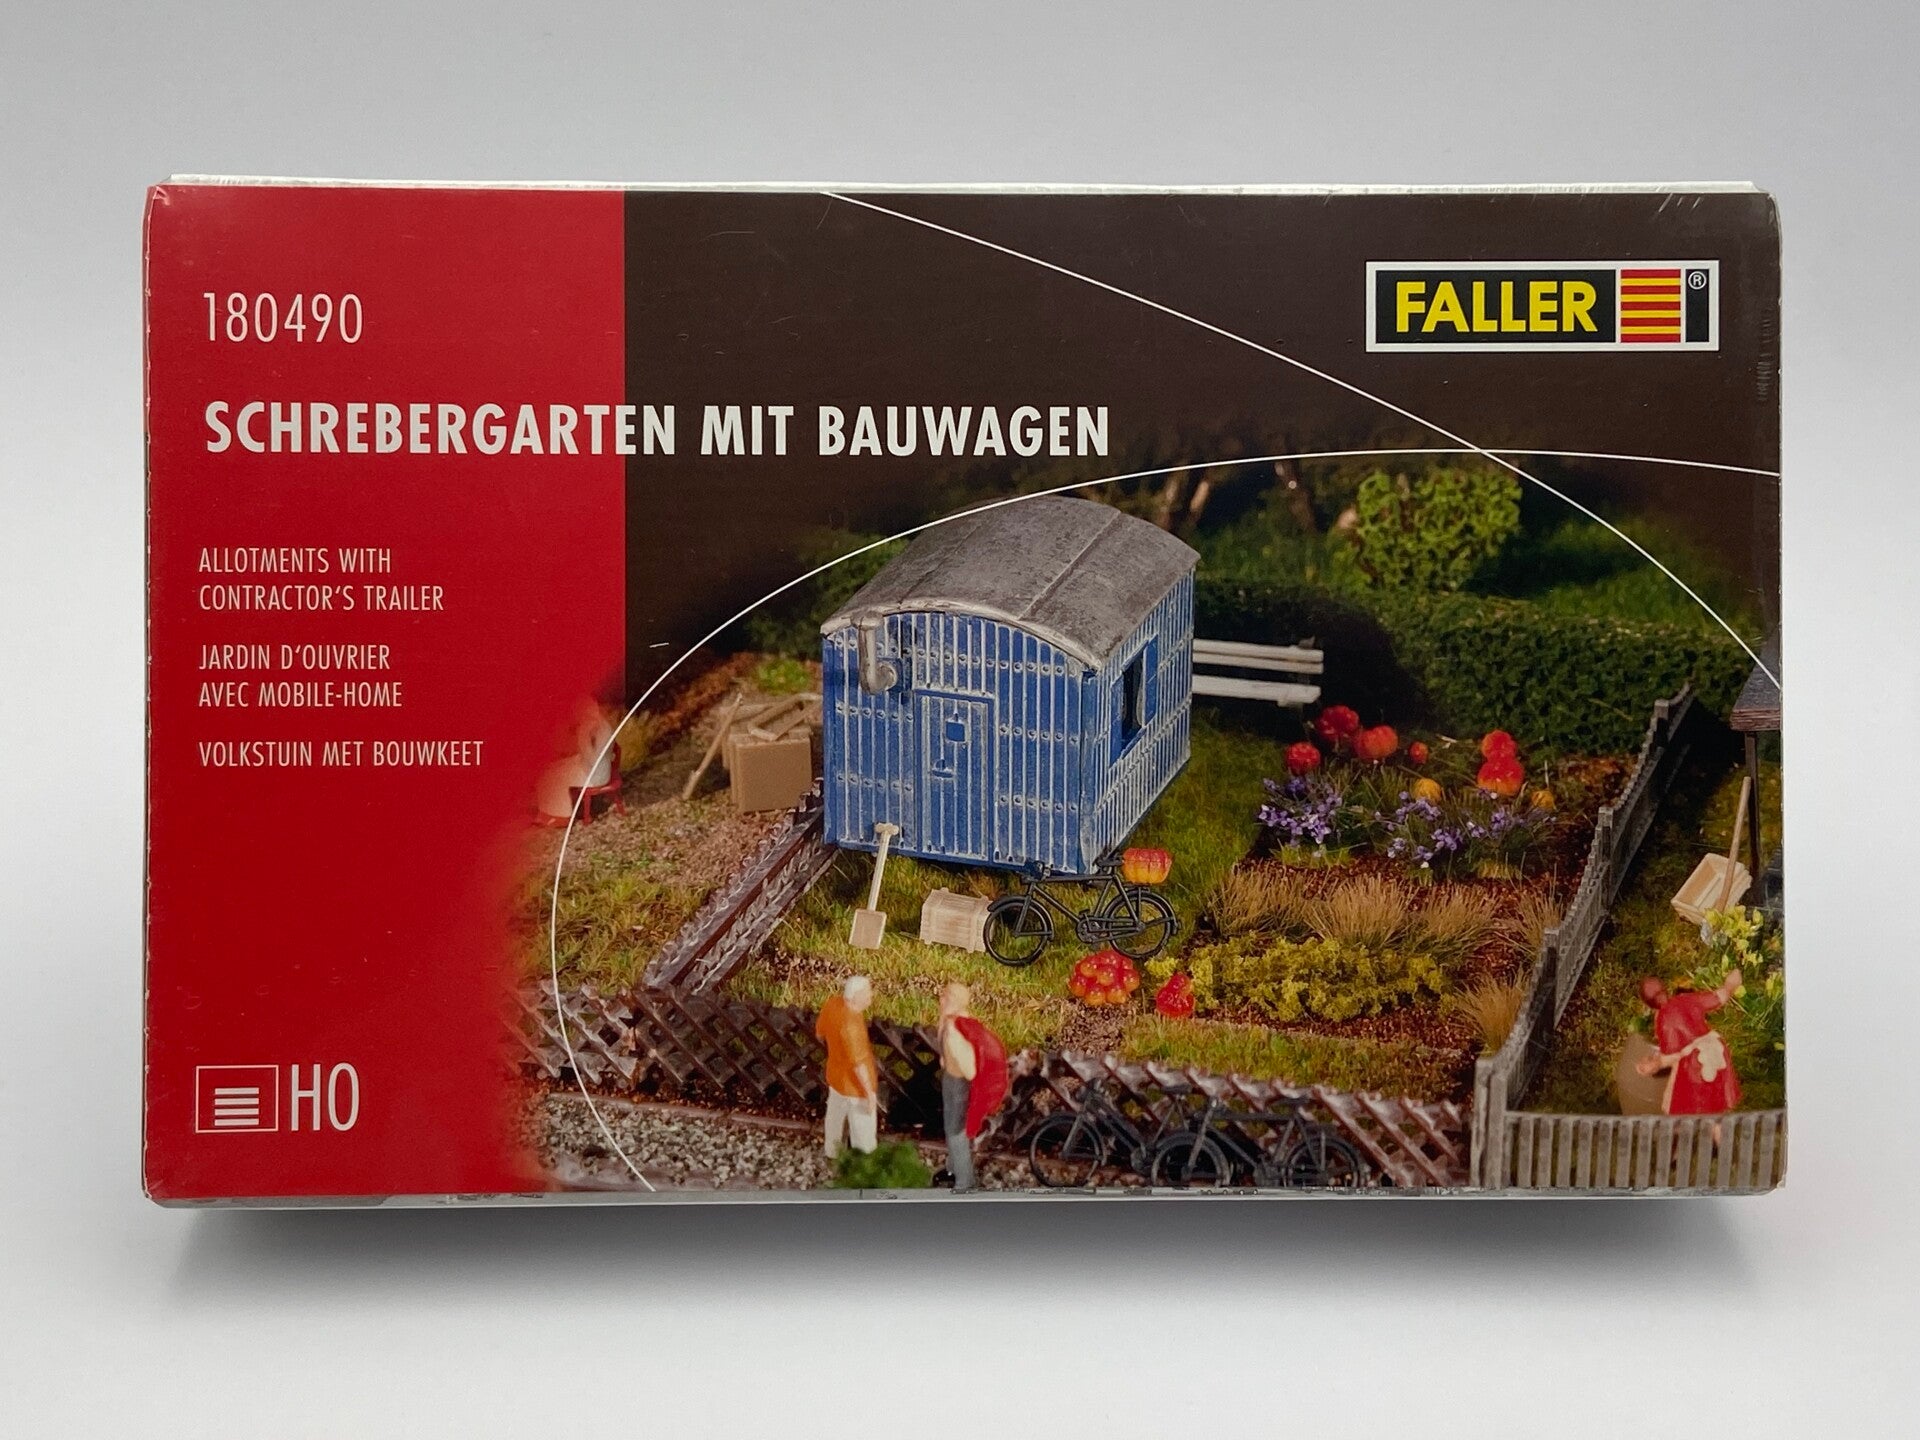 180490
FALLER ®
SCHREBERGARTEN MIT BAUWAGEN
ALLOTMENTS WITH
CONTRACTOR'S TRAILER
JARDIN D'OUVRIER
AVEC MOBILE-HOME
VOLKSTUIN MET BOUWKEET
H0